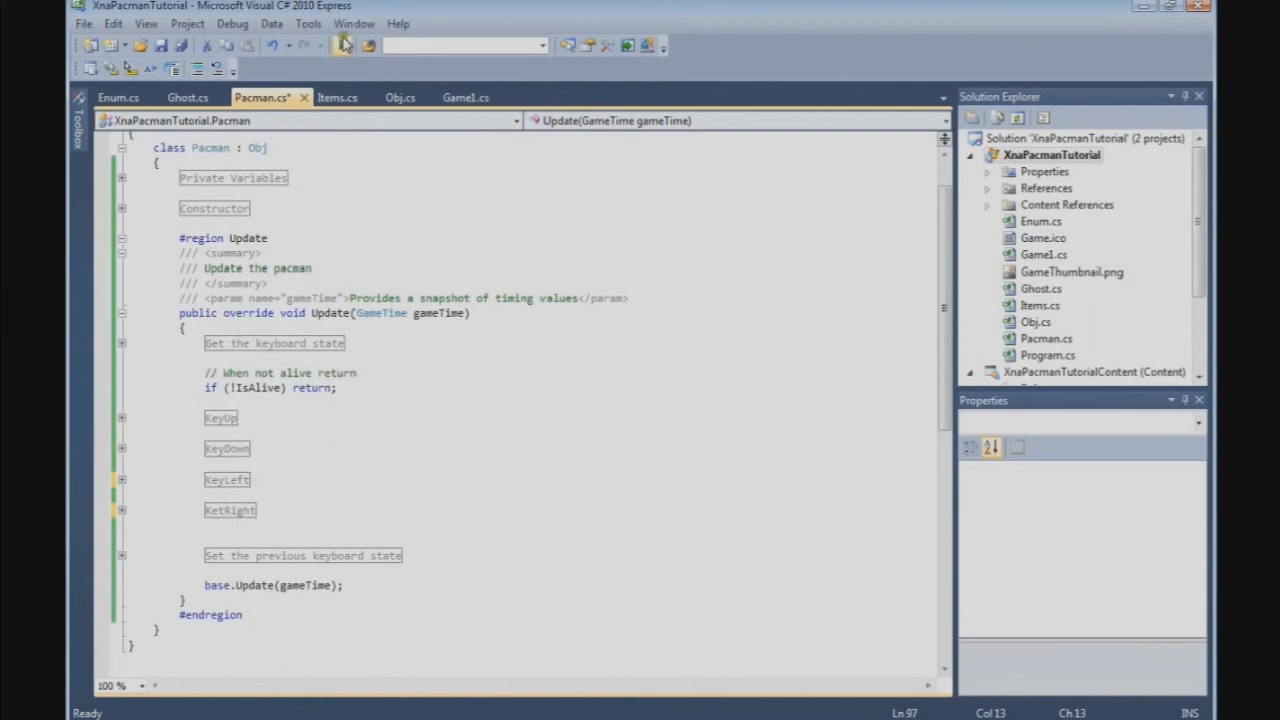 XnaPacmanTutorial - Microsoft Visual C# 2010 Express
File Edit View Project Debug Data Tools Window Help
Enum.cs Ghost.cs Pacman.cs* Items.cs Obj.cs Game1.cs
XnaPacmanTutorial.Pacman Update(GameTime gameTime)
Toolbox
{
class Pacman : Obj
{
Private Variables
Constructor
#region Update
/// <summary>
/// Update the pacman
/// </summary>
/// <param name="gameTime">Provides a snapshot of timing values</param>
public override void Update(GameTime gameTime)
{
Get the keyboard state
// When not alive return
if (!IsAlive) return;
KeyUp
KeyDown
KeyLeft
KetRight
Set the previous keyboard state
base.Update(gameTime);
}
#endregion
}
}
100 %
Solution Explorer
Solution 'XnaPacmanTutorial' (2 projects)
XnaPacmanTutorial
Properties
References
Content References
Enum.cs
Game.ico
Game1.cs
GameThumbnail.png
Ghost.cs
Items.cs
Obj.cs
Pacman.cs
Program.cs
XnaPacmanTutorialContent (Content)
Properties
Ready Ln 97 Col 13 Ch 13 INS